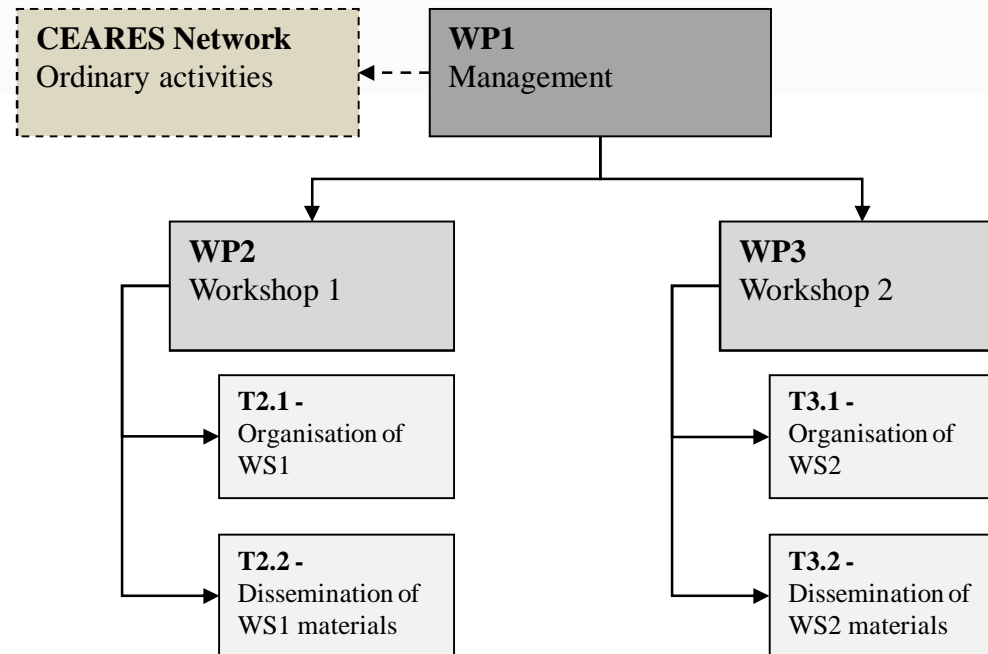 CEARES Network
Ordinary activities
WP1
Management
WP2
Workshop 1
WP3
Workshop 2
T2.1 -
Organisation of
WS1
T3.1 -
Organisation of
WS2
T2.2 -
Dissemination of
WS1 materials
T3.2 -
Dissemination of
WS2 materials